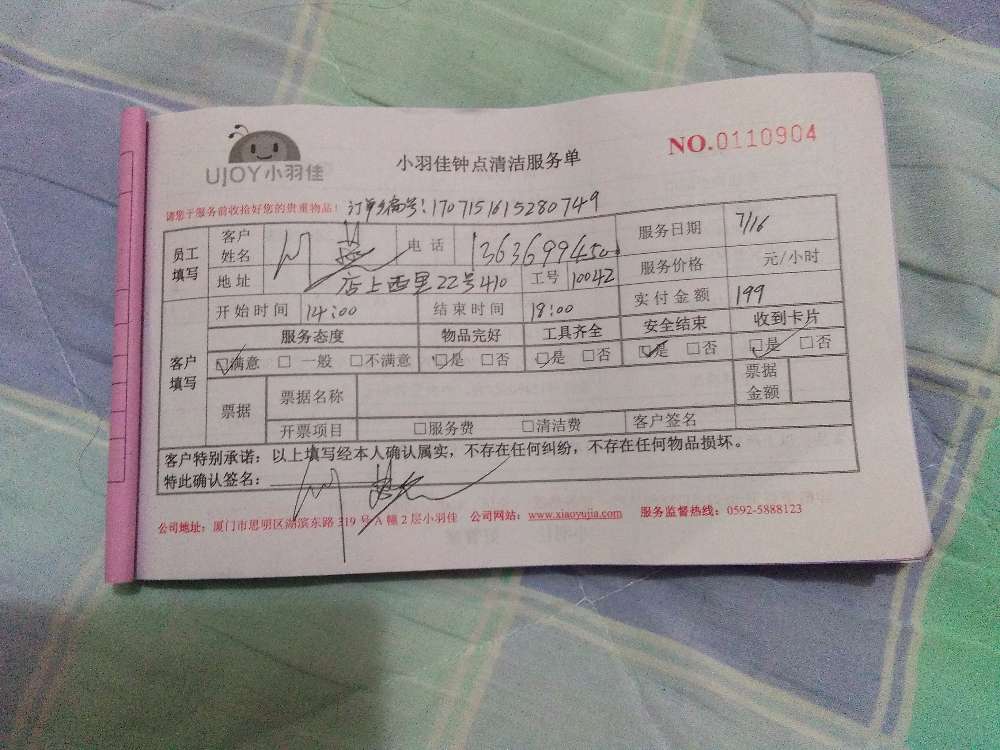 UJOY小羽佳
小羽佳钟点清洁服务单
NO.0110904
请您于服务前收拾好您的贵重物品! 订单编号:1707151615280749
员工填写 客户姓名 电话 服务日期 7/16
地址 店上西里22号410 工号 10042 服务价格 元/小时
开始时间 14:00 结束时间 18:00 实付金额 199
客户填写 服务态度 物品完好 工具齐全 安全结束 收到卡片
☑满意 □ 一般 □不满意 ☑是 □否 ☑是 □否 ☑是 □否 ☑是 □否
票据 票据名称 票据金额
开票项目 □服务费 □清洁费 客户签名
客户特别承诺：以上填写经本人确认属实，不存在任何纠纷，不存在任何物品损坏。
特此确认签名：
公司地址：厦门市思明区湖滨东路 319 号 A 幢 2 层小羽佳 公司网站：www.xiaoyujia.com 服务监督热线：0592-5888123